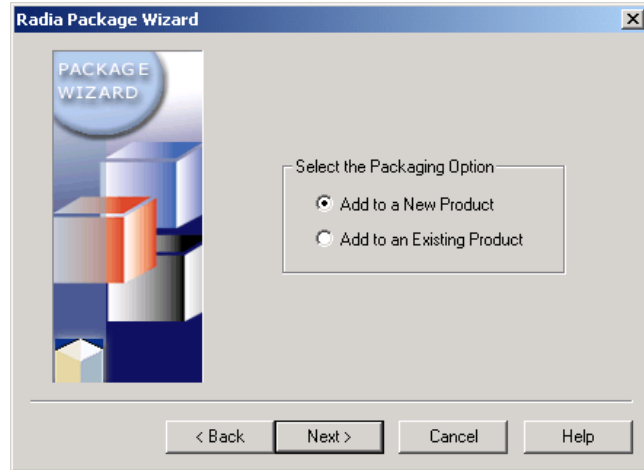 Radia Package Wizard
PACKAGE
WIZARD
Select the Packaging Option
Add to a New Product
Add to an Existing Product
< Back
Next >
Cancel
Help